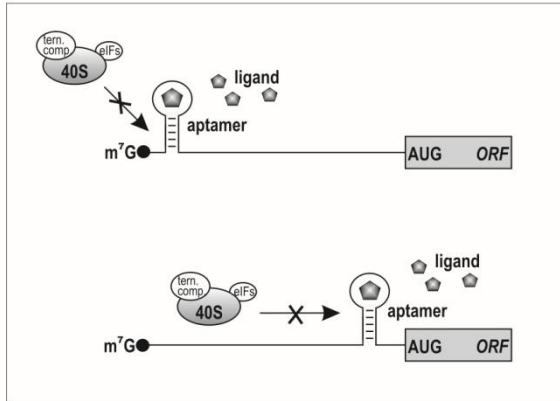 tern.
comp
eIFs
40S
ligand
aptamer
m⁷G
AUG ORF
tern.
comp
eIFs
40S
ligand
aptamer
m⁷G
AUG ORF